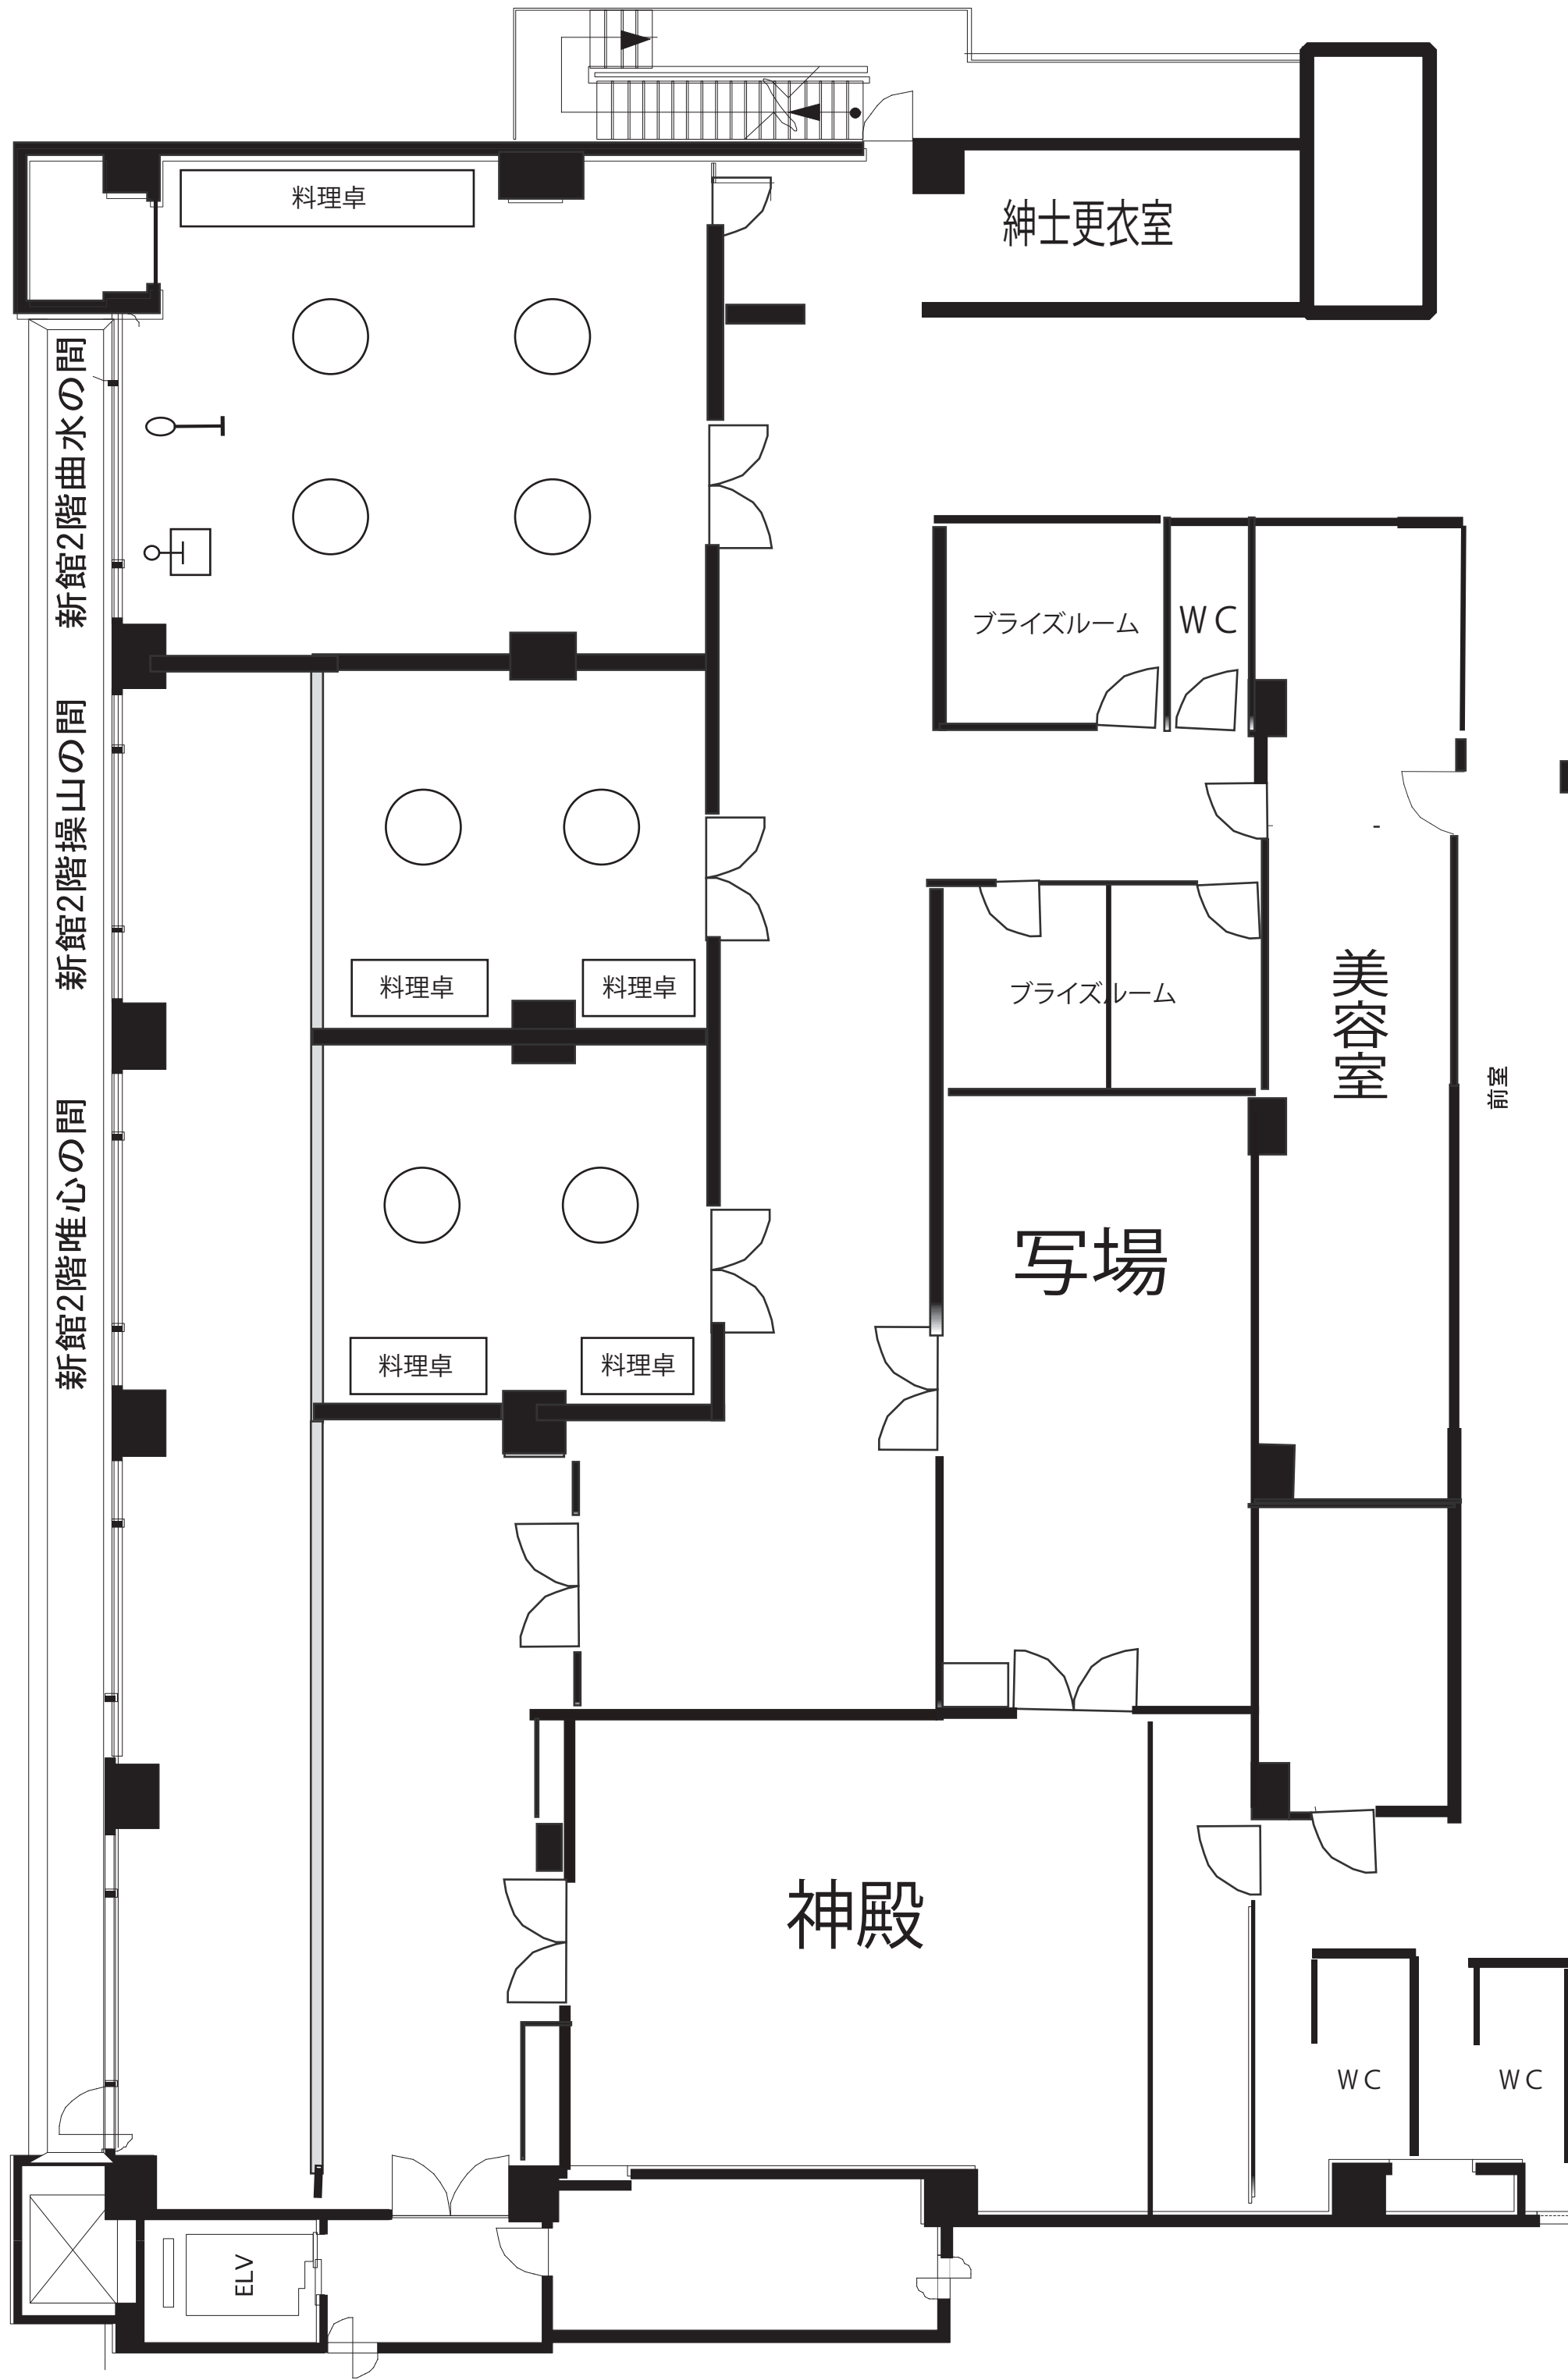 料理卓
紳士更衣室
新館2階曲水の間
ブライズルーム
WC
新館2階操山の間
料理卓
料理卓
ブライズルーム
美容室
前室
新館2階唯心の間
写場
料理卓
料理卓
神殿
WC
WC
ELV